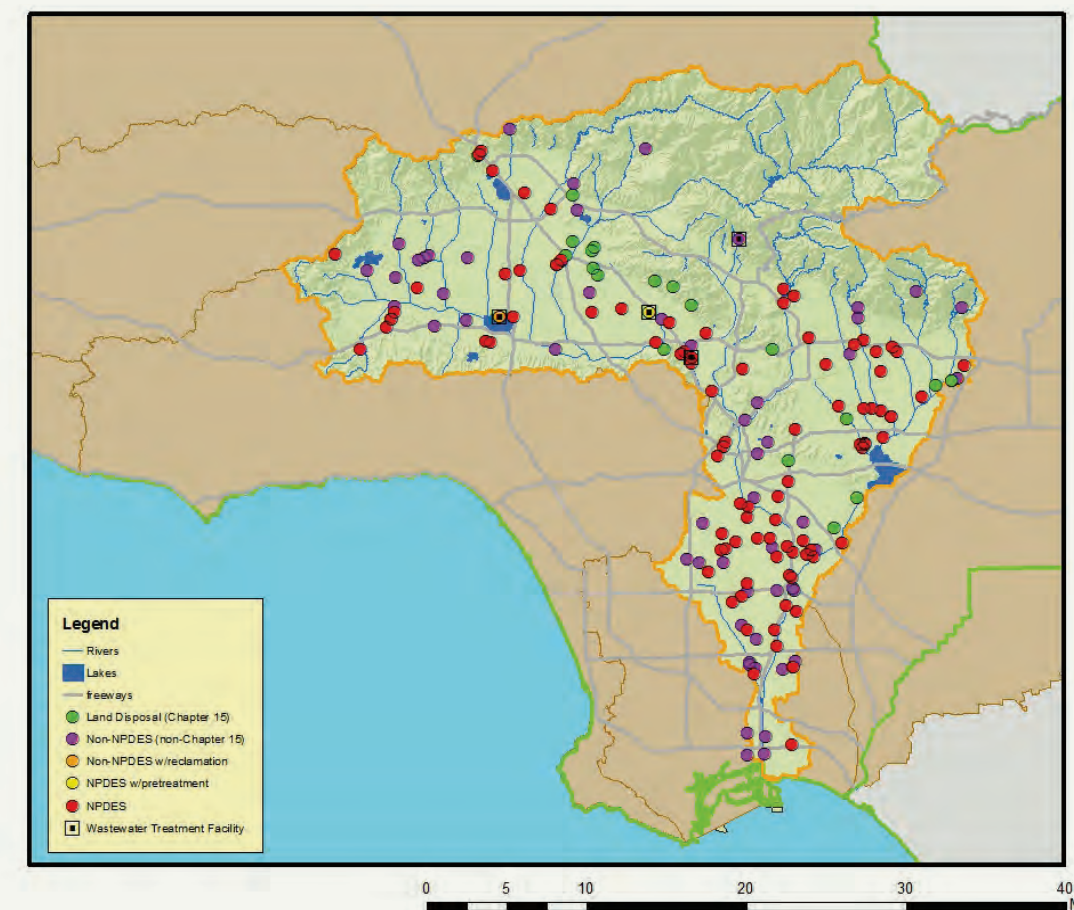 Legend
Rivers
Lakes
freeways
Land Disposal (Chapter 15)
Non-NPDES (non-Chapter 15)
Non-NPDES w/reclamation
NPDES w/pretreatment
NPDES
Wastewater Treatment Facility
0 5 10 20 30 40